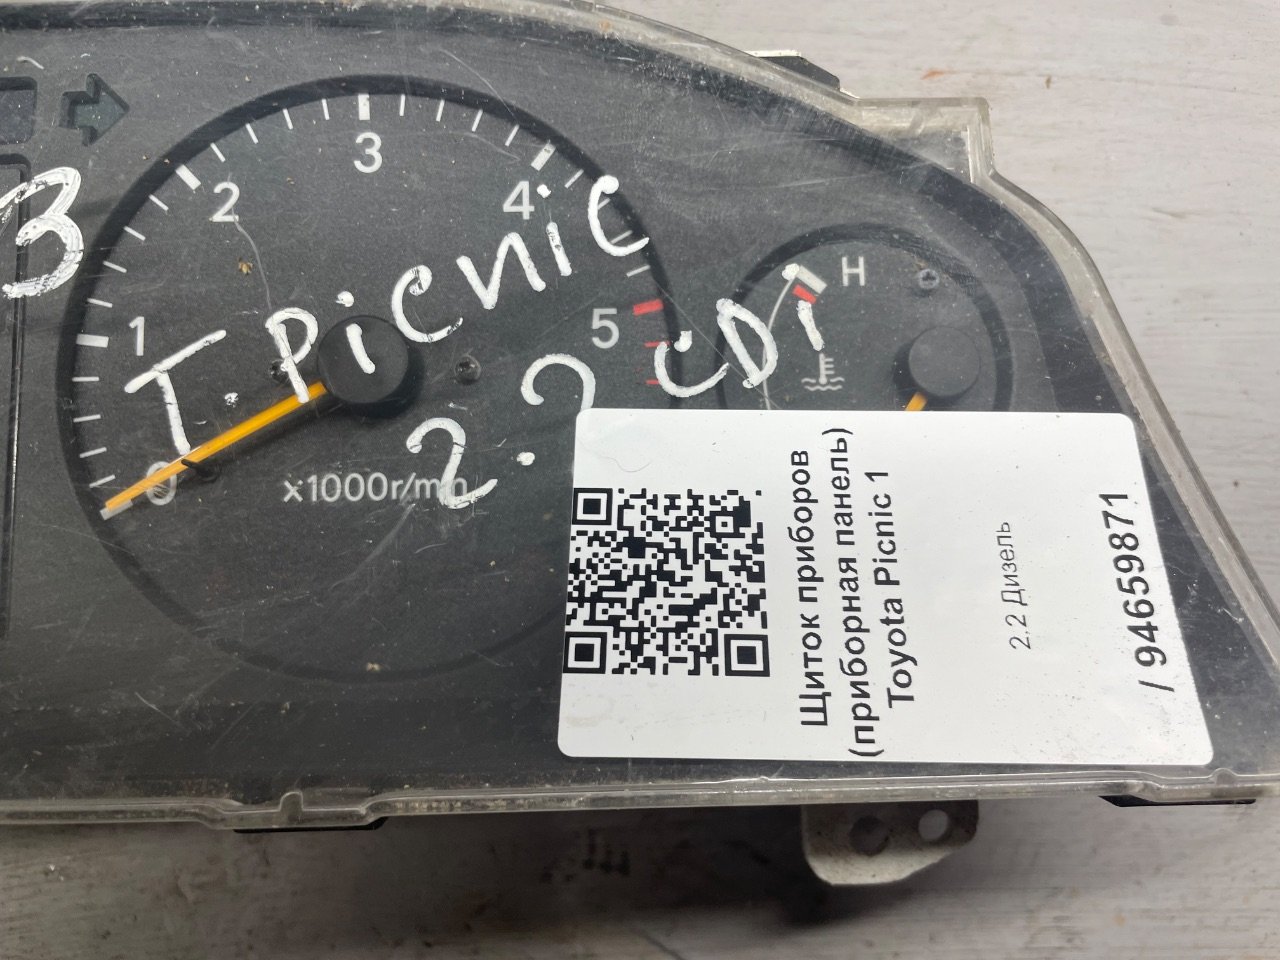 3
0
1
2
3
4
5
x1000r/min
H
T. Picnic
2.2 CDi
Щиток приборов
(приборная панель)
Toyota Picnic 1
2.2 Дизель
/ 94659871